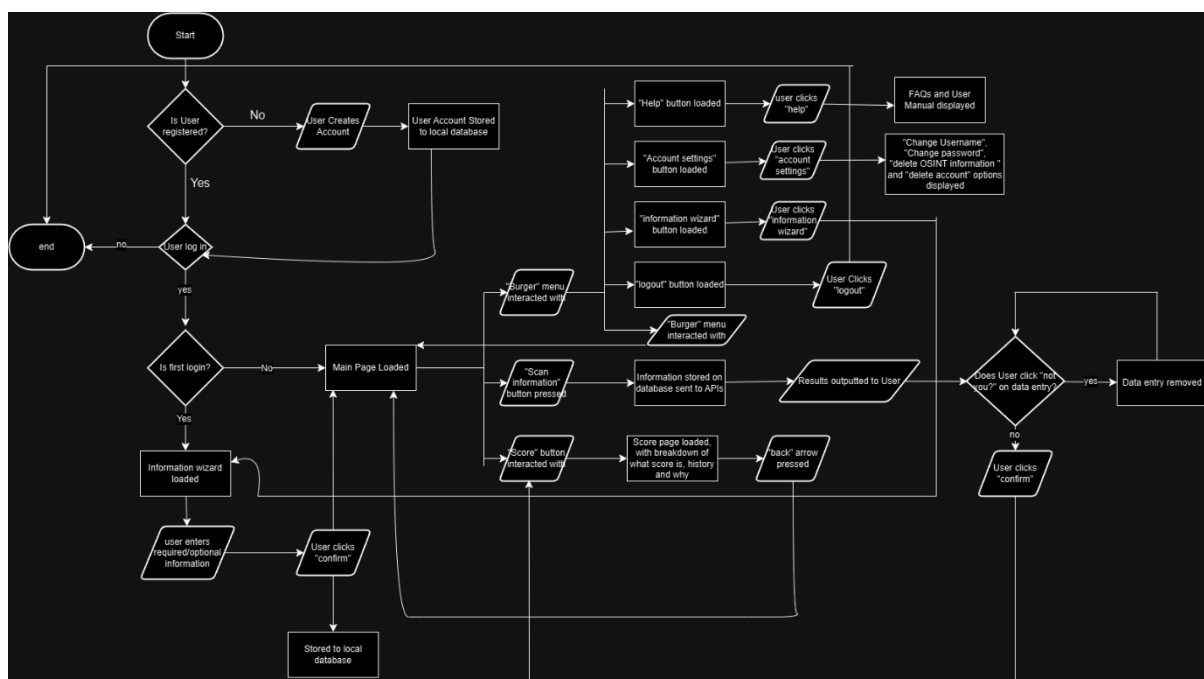 Start
Is User
registered?
No
User Creates
Account
User Account Stored
to local database
Yes
end
no
User log in
yes
Is first login?
No
Main Page Loaded
Yes
Information wizard
loaded
user enters
required/optional
information
User clicks
"confirm"
Stored to local
database
"Burger" menu
interacted with
"Help" button loaded
user clicks
"help"
FAQs and User
Manual displayed
"Account settings"
button loaded
User clicks
"account
settings"
"Change Username",
"Change password",
"delete OSINT information "
and "delete account" options
displayed
"information wizard"
button loaded
User clicks
"information
wizard"
"logout" button loaded
User Clicks
"logout"
"Burger" menu
interacted with
"Scan
information"
button pressed
Information stored on
database sent to APIs
Results outputted to User
Does User click "not
you?" on data entry?
yes
Data entry removed
no
User clicks
"confirm"
"Score" button
interacted with
Score page loaded,
with breakdown of
what score is, history
and why
"back" arrow
pressed